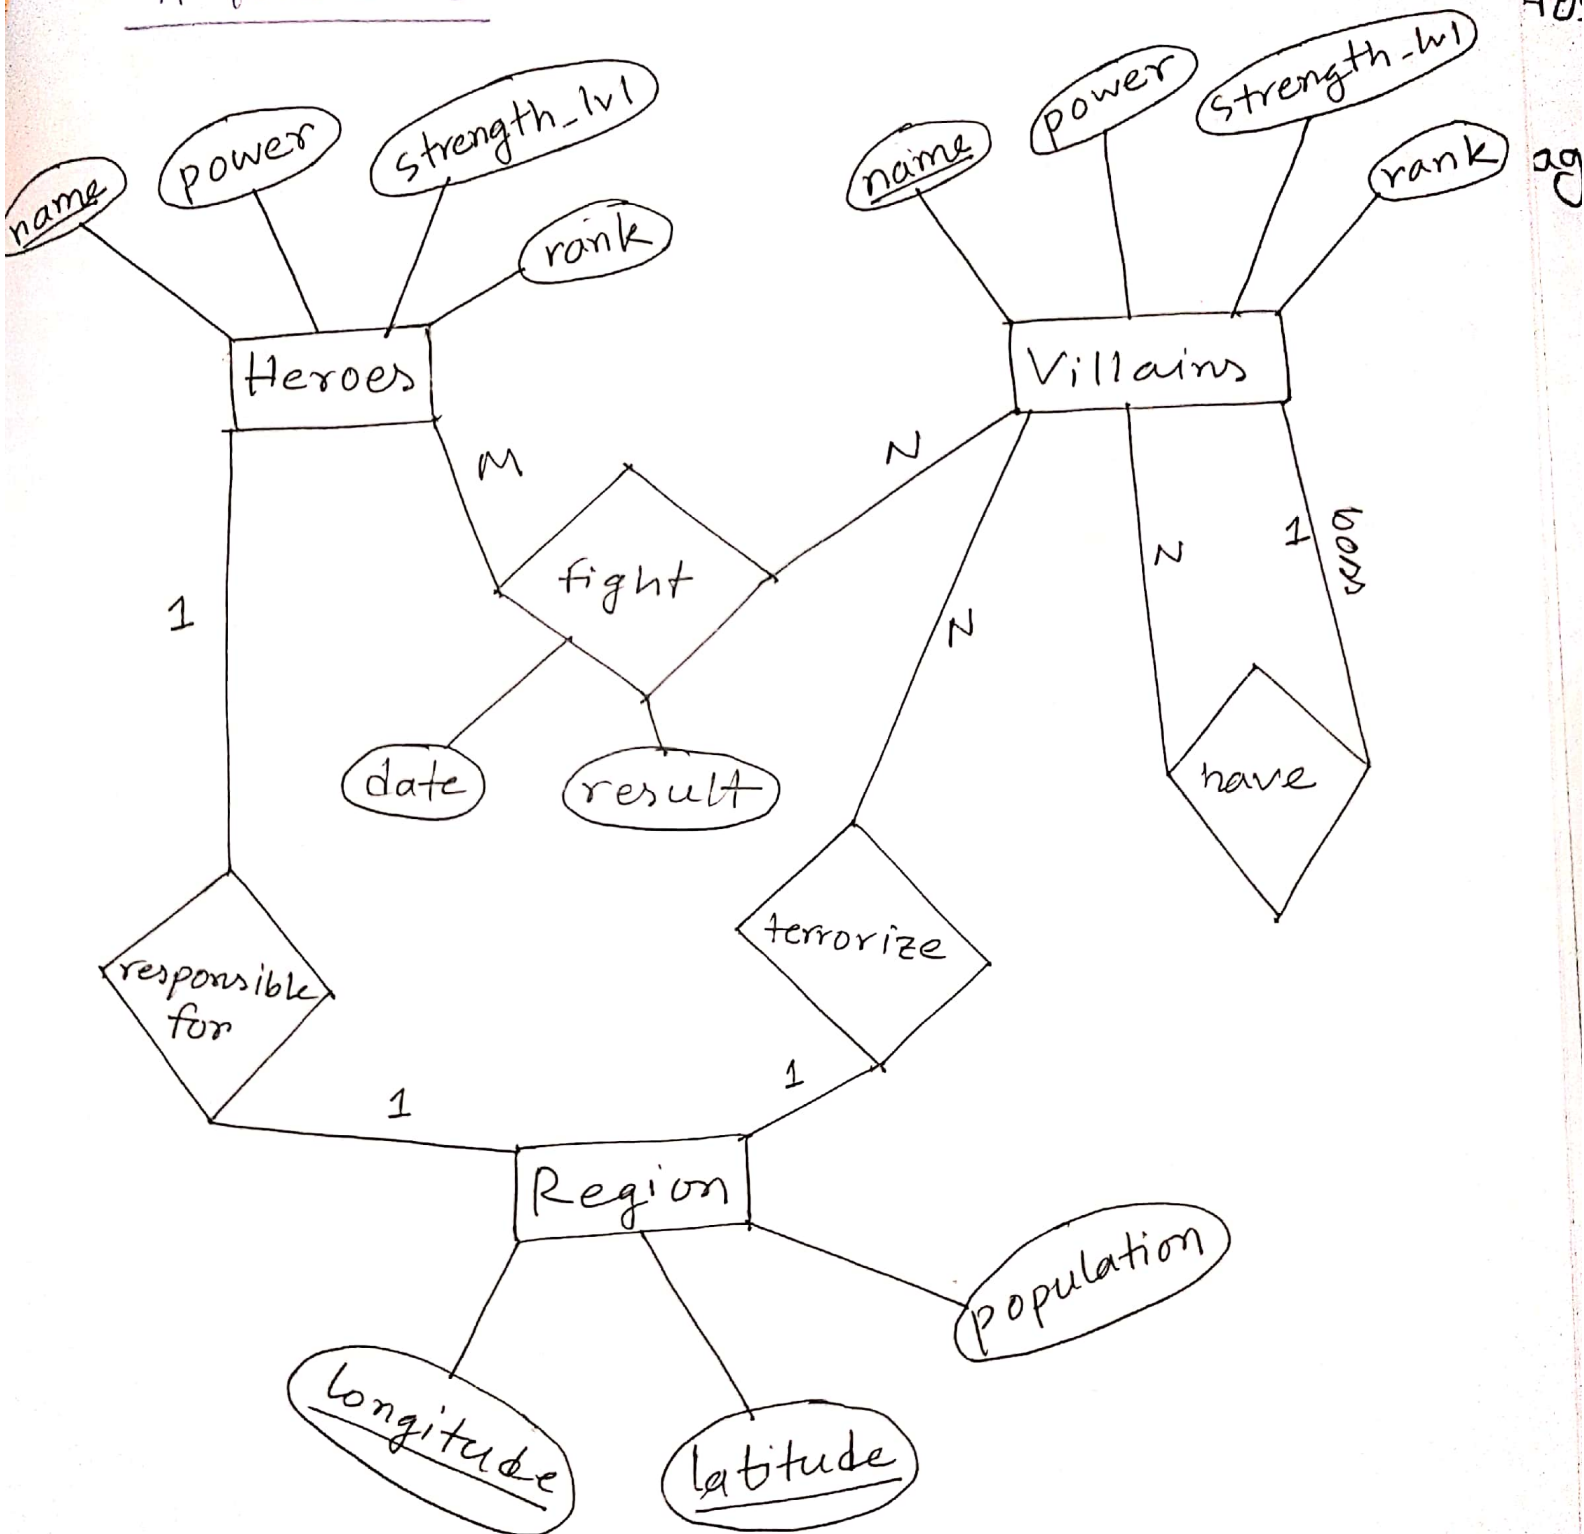 name
power
strength_lvl
rank
name
power
strength_lvl
rank
ag
Heroes
Villains
M
N
fight
1
N
N
1
boss
date
result
have
terrorize
responsible
for
1
1
Region
population
longitude
latitude